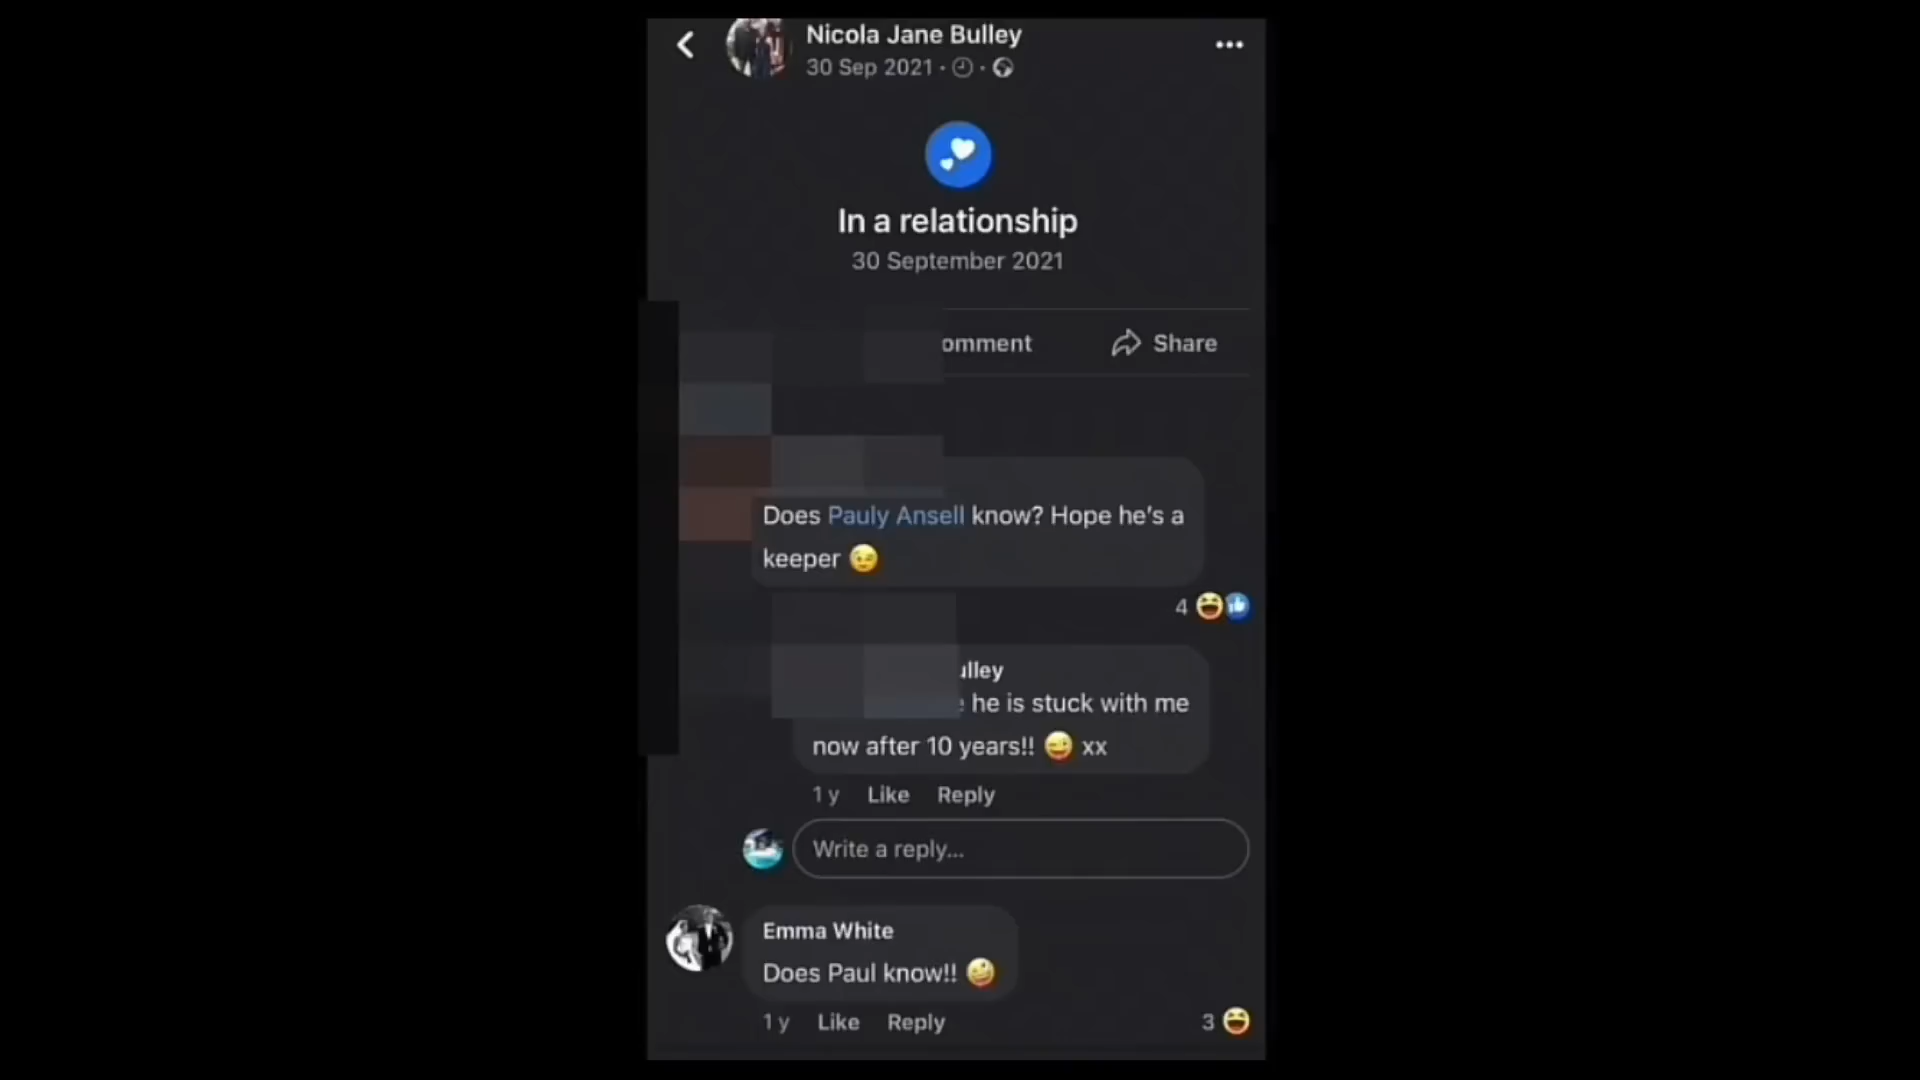 Nicola Jane Bulley
30 Sep 2021
In a relationship
30 September 2021
omment
Share
Does Pauly Ansell know? Hope he's a
keeper
4
ulley
he is stuck with me
now after 10 years!! xx
1 y Like Reply
Write a reply...
Emma White
Does Paul know!!
1 y Like Reply
3